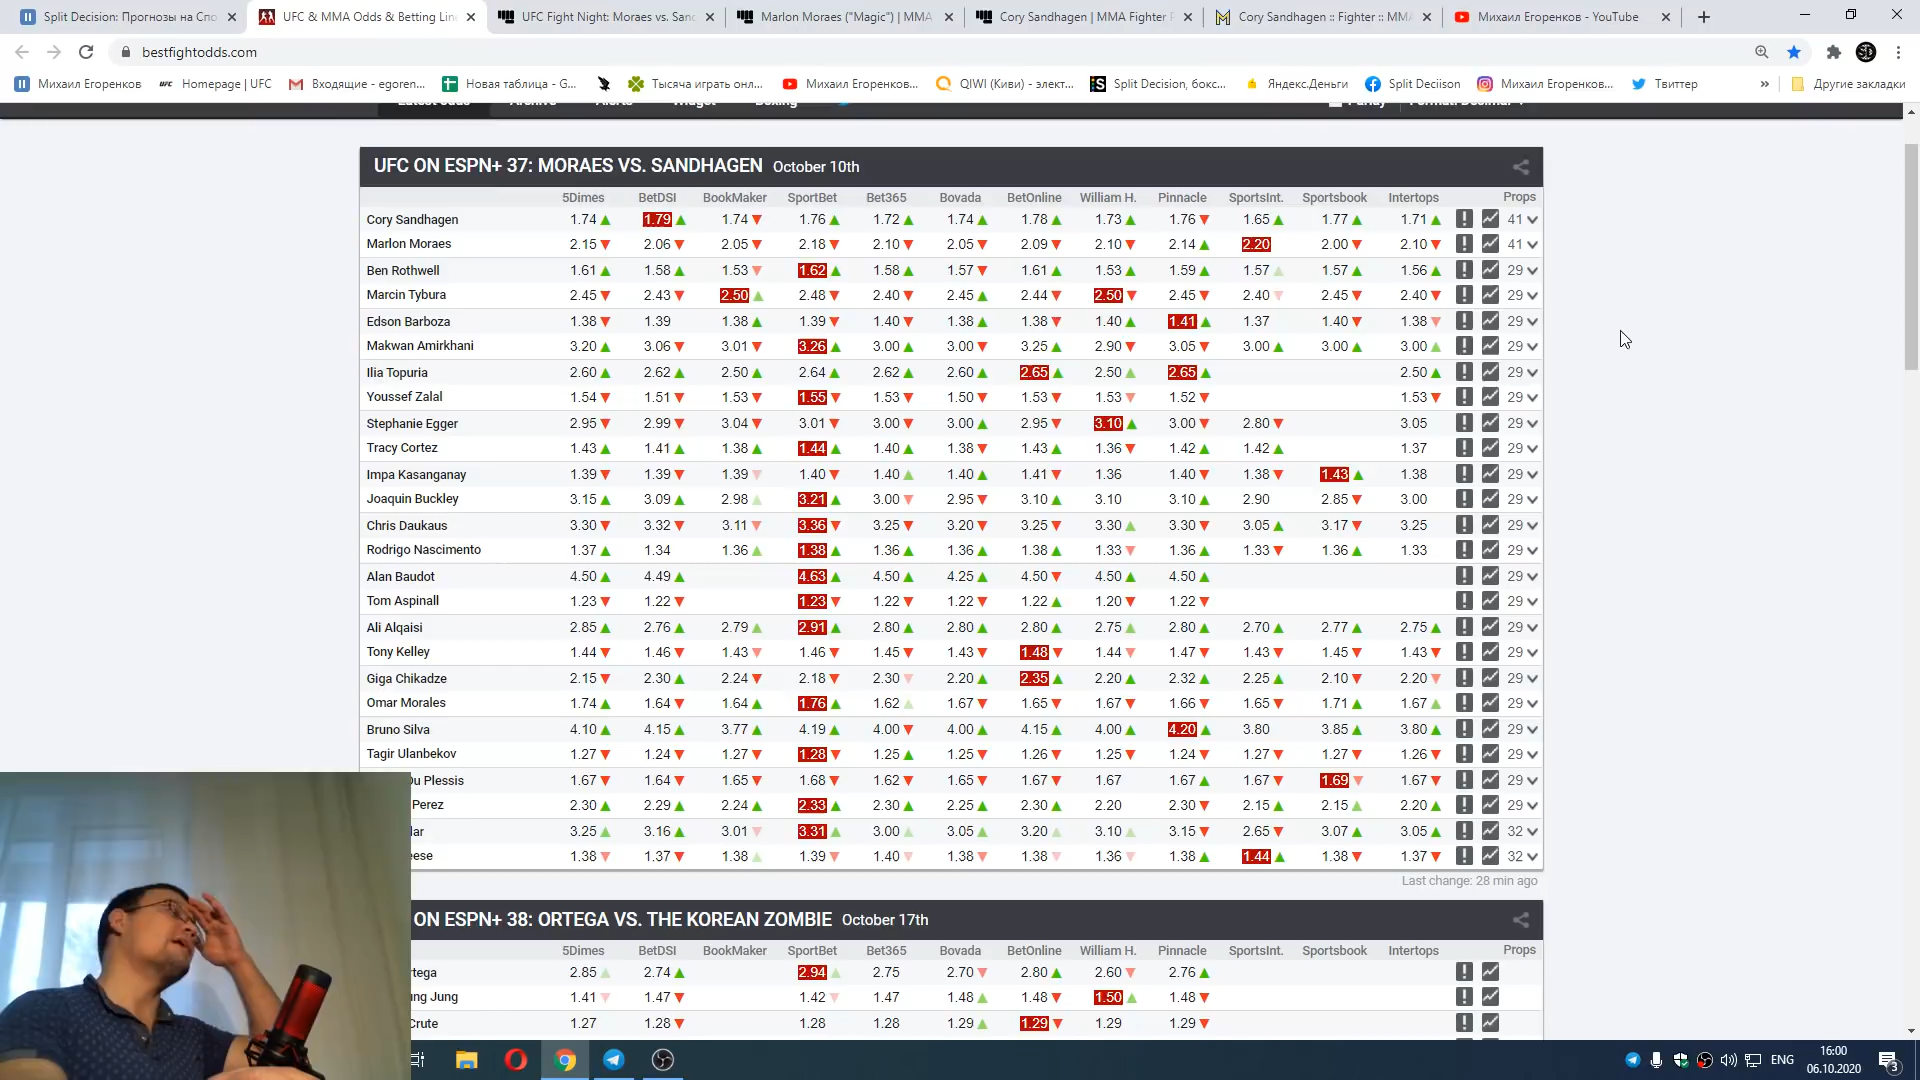 Split Decision: Прогнозы на Спо
UFC & MMA Odds & Betting Lin
UFC Fight Night: Moraes vs. Sand
Marlon Moraes ("Magic") | MMA
Cory Sandhagen | MMA Fighter P
Cory Sandhagen :: Fighter :: MMA
Михаил Егоренков - YouTube
bestfightodds.com
Михаил Егоренков
Homepage | UFC
Входящие - egoren...
Новая таблица - G...
Тысяча играть онл...
Михаил Егоренков...
QIWI (Киви) - элект...
Split Decision, бокс...
Яндекс.Деньги
Split Deciison
Михаил Егоренков...
Твиттер
»
Другие закладки
UFC ON ESPN+ 37: MORAES VS. SANDHAGEN October 10th
5Dimes BetDSI BookMaker SportBet Bet365 Bovada BetOnline William H. Pinnacle SportsInt. Sportsbook Intertops Props
Cory Sandhagen 1.74▲ 1.79▲ 1.74▼ 1.76▲ 1.72▲ 1.74▲ 1.78▲ 1.73▲ 1.76▼ 1.65▲ 1.77▲ 1.71▲ 41
Marlon Moraes 2.15▼ 2.06▼ 2.05▼ 2.18▼ 2.10▼ 2.05▼ 2.09▼ 2.10▼ 2.14▲ 2.20 2.00▼ 2.10▼ 41
Ben Rothwell 1.61▲ 1.58▲ 1.53▼ 1.62▲ 1.58▲ 1.57▼ 1.61▲ 1.53▲ 1.59▲ 1.57▲ 1.57▲ 1.56▲ 29
Marcin Tybura 2.45▼ 2.43▼ 2.50▲ 2.48▼ 2.40▼ 2.45▲ 2.44▼ 2.50▼ 2.45▼ 2.40▼ 2.45▼ 2.40▼ 29
Edson Barboza 1.38▼ 1.39 1.38▲ 1.39▼ 1.40▼ 1.38▲ 1.38▼ 1.40▲ 1.41▲ 1.37 1.40▼ 1.38▼ 29
Makwan Amirkhani 3.20▲ 3.06▼ 3.01▼ 3.26▲ 3.00▲ 3.00▼ 3.25▲ 2.90▼ 3.05▼ 3.00▲ 3.00▲ 3.00▲ 29
Ilia Topuria 2.60▲ 2.62▲ 2.50▲ 2.64▲ 2.62▲ 2.60▲ 2.65▲ 2.50▲ 2.65▲ 2.50▲ 29
Youssef Zalal 1.54▼ 1.51▼ 1.53▼ 1.55▼ 1.53▼ 1.50▼ 1.53▼ 1.53▼ 1.52▼ 1.53▼ 29
Stephanie Egger 2.95▼ 2.99▼ 3.04▼ 3.01▼ 3.00▼ 3.00▲ 2.95▼ 3.10▲ 3.00▼ 2.80▼ 3.05 29
Tracy Cortez 1.43▲ 1.41▲ 1.38▲ 1.44▲ 1.40▲ 1.38▼ 1.43▲ 1.36▼ 1.42▲ 1.42▲ 1.37 29
Impa Kasanganay 1.39▼ 1.39▼ 1.39▼ 1.40▼ 1.40▲ 1.40▲ 1.41▼ 1.36 1.40▼ 1.38▼ 1.43▲ 1.38 29
Joaquin Buckley 3.15▲ 3.09▲ 2.98▲ 3.21▲ 3.00▼ 2.95▼ 3.10▲ 3.10 3.10▲ 2.90 2.85▼ 3.00 29
Chris Daukaus 3.30▼ 3.32▼ 3.11▼ 3.36▼ 3.25▼ 3.20▼ 3.25▼ 3.30▲ 3.30▼ 3.05▲ 3.17▼ 3.25 29
Rodrigo Nascimento 1.37▲ 1.34 1.36▲ 1.38▲ 1.36▲ 1.36▲ 1.38▲ 1.33▼ 1.36▲ 1.33▼ 1.36▲ 1.33 29
Alan Baudot 4.50▲ 4.49▲ 4.63▲ 4.50▲ 4.25▲ 4.50▼ 4.50▲ 4.50▲ 29
Tom Aspinall 1.23▼ 1.22▼ 1.23▼ 1.22▼ 1.22▼ 1.22▲ 1.20▼ 1.22▼ 29
Ali Alqaisi 2.85▲ 2.76▲ 2.79▲ 2.91▲ 2.80▲ 2.80▲ 2.80▲ 2.75▲ 2.80▲ 2.70▲ 2.77▲ 2.75▲ 29
Tony Kelley 1.44▼ 1.46▼ 1.43▼ 1.46▼ 1.45▼ 1.43▼ 1.48▼ 1.44▼ 1.47▼ 1.43▼ 1.45▼ 1.43▼ 29
Giga Chikadze 2.15▼ 2.30▲ 2.24▼ 2.18▼ 2.30▼ 2.20▲ 2.35▲ 2.20▲ 2.32▲ 2.25▲ 2.10▼ 2.20▼ 29
Omar Morales 1.74▲ 1.64▼ 1.64▲ 1.76▲ 1.62▲ 1.67▼ 1.65▼ 1.67▼ 1.66▼ 1.65▼ 1.71▲ 1.67▲ 29
Bruno Silva 4.10▲ 4.15▲ 3.77▲ 4.19▲ 4.00▼ 4.00▲ 4.15▲ 4.00▲ 4.20▲ 3.80 3.85▲ 3.80▲ 29
Tagir Ulanbekov 1.27▼ 1.24▼ 1.27▼ 1.28▼ 1.25▲ 1.25▼ 1.26▼ 1.25▼ 1.24▼ 1.27▼ 1.27▼ 1.26▼ 29
Du Plessis 1.67▼ 1.64▼ 1.65▼ 1.68▼ 1.62▼ 1.65▼ 1.67▼ 1.67 1.67▲ 1.67▼ 1.69▼ 1.67▼ 29
Perez 2.30▲ 2.29▲ 2.24▲ 2.33▲ 2.30▲ 2.25▲ 2.30▲ 2.20 2.30▼ 2.15▲ 2.15▲ 2.20▲ 29
lar 3.25▲ 3.16▲ 3.01▼ 3.31▲ 3.00▲ 3.05▲ 3.20▲ 3.10▲ 3.15▼ 2.65▼ 3.07▲ 3.05▲ 32
eese 1.38▼ 1.37▼ 1.38▲ 1.39▼ 1.40▼ 1.38▼ 1.38▼ 1.36▼ 1.38▲ 1.44▲ 1.38▼ 1.37▼ 32
Last change: 28 min ago
ON ESPN+ 38: ORTEGA VS. THE KOREAN ZOMBIE October 17th
5Dimes BetDSI BookMaker SportBet Bet365 Bovada BetOnline William H. Pinnacle SportsInt. Sportsbook Intertops Props
rtega 2.85▲ 2.74▲ 2.94▲ 2.75 2.70▼ 2.80▲ 2.60▼ 2.76▲
ng Jung 1.41▼ 1.47▼ 1.42▼ 1.47 1.48▲ 1.48▼ 1.50▲ 1.48▼
Crute 1.27 1.28▼ 1.28 1.28 1.29▲ 1.29▼ 1.29 1.29▼
ENG
16:00
06.10.2020
3